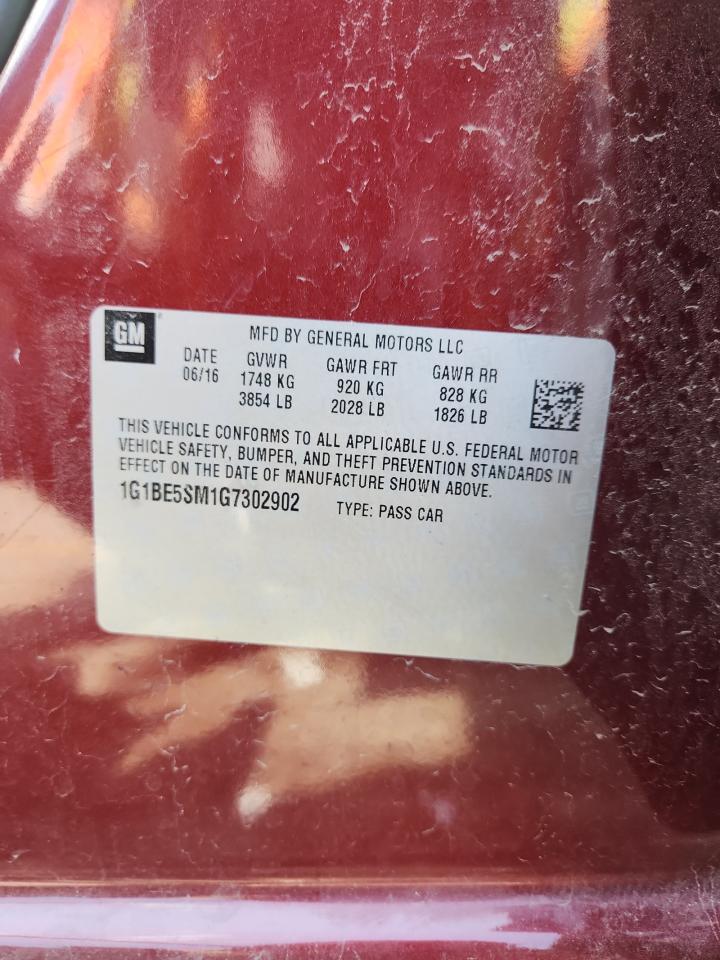 GM
MFD BY GENERAL MOTORS LLC
DATE GVWR GAWR FRT GAWR RR
06/16 1748 KG 920 KG 828 KG
3854 LB 2028 LB 1826 LB
THIS VEHICLE CONFORMS TO ALL APPLICABLE U.S. FEDERAL MOTOR
VEHICLE SAFETY, BUMPER, AND THEFT PREVENTION STANDARDS IN
EFFECT ON THE DATE OF MANUFACTURE SHOWN ABOVE.
1G1BE5SM1G7302902 TYPE: PASS CAR